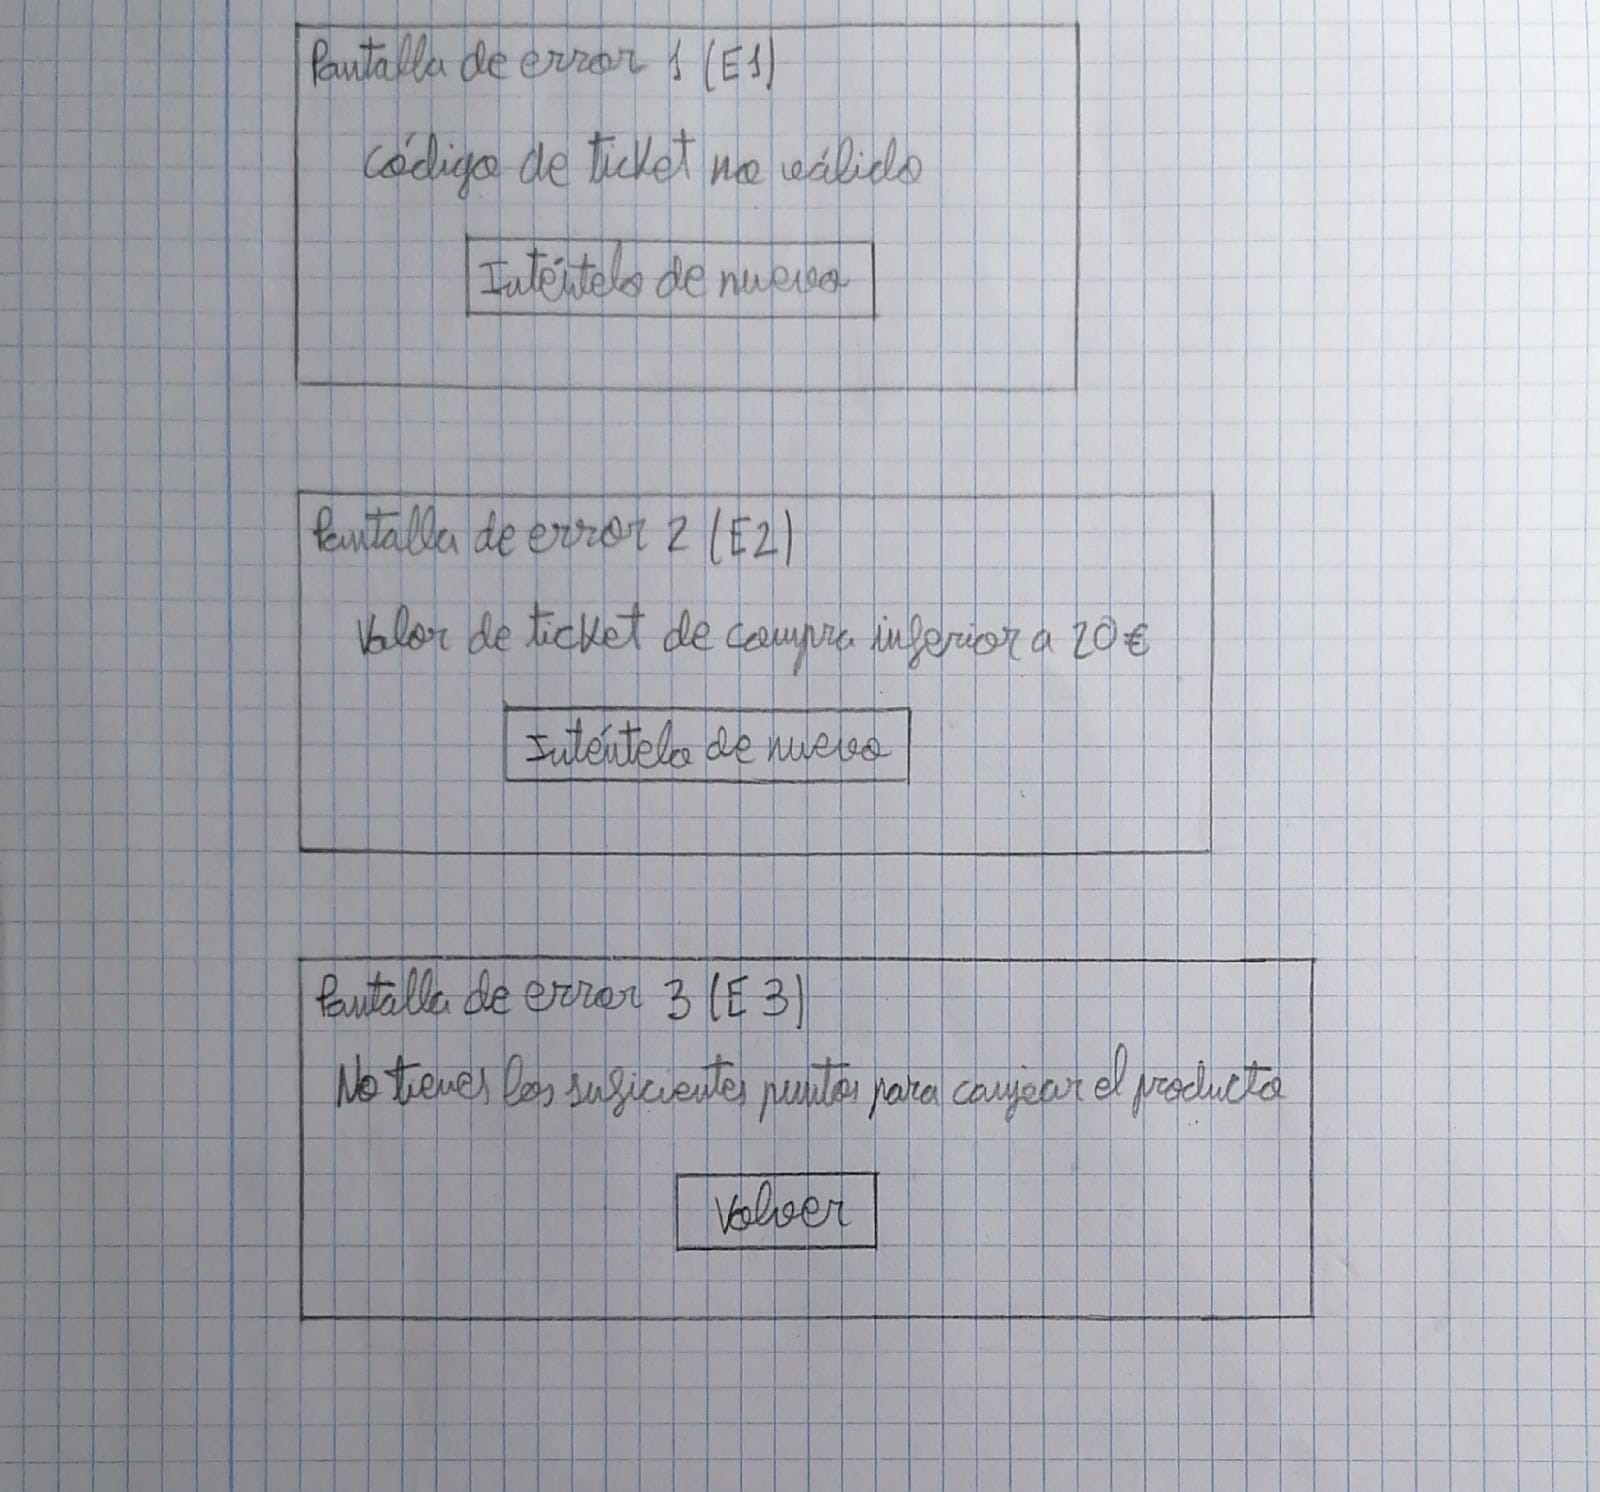 Pantalla de error 1 (E1)
Código de ticket no válido
Inténtelo de nuevo
Pantalla de error 2 (E2)
Valor de ticket de compra inferior a 20€
Inténtelo de nuevo
Pantalla de error 3 (E3)
No tienes los suficientes puntos para canjear el producto
Volver